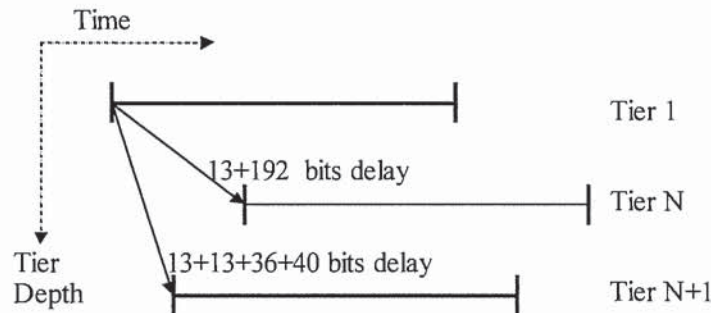 Time
Tier 1
13+192 bits delay
Tier N
13+13+36+40 bits delay
Tier
Depth
Tier N+1